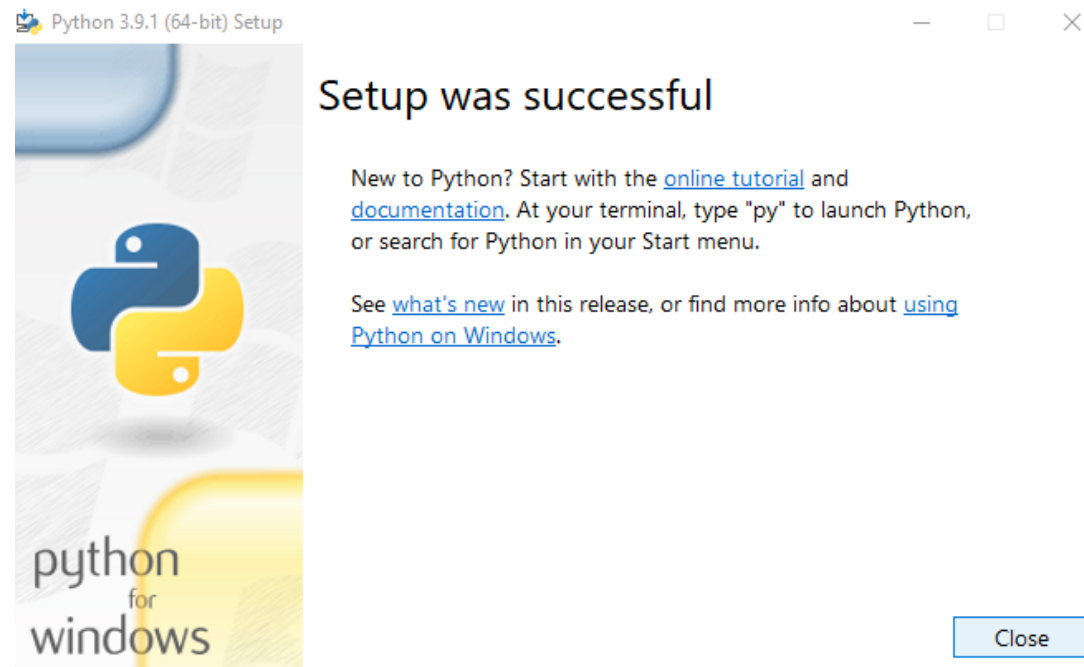 Python 3.9.1 (64-bit) Setup
Setup was successful
New to Python? Start with the online tutorial and
documentation. At your terminal, type "py" to launch Python,
or search for Python in your Start menu.
See what's new in this release, or find more info about using
Python on Windows.
python
for
windows
Close